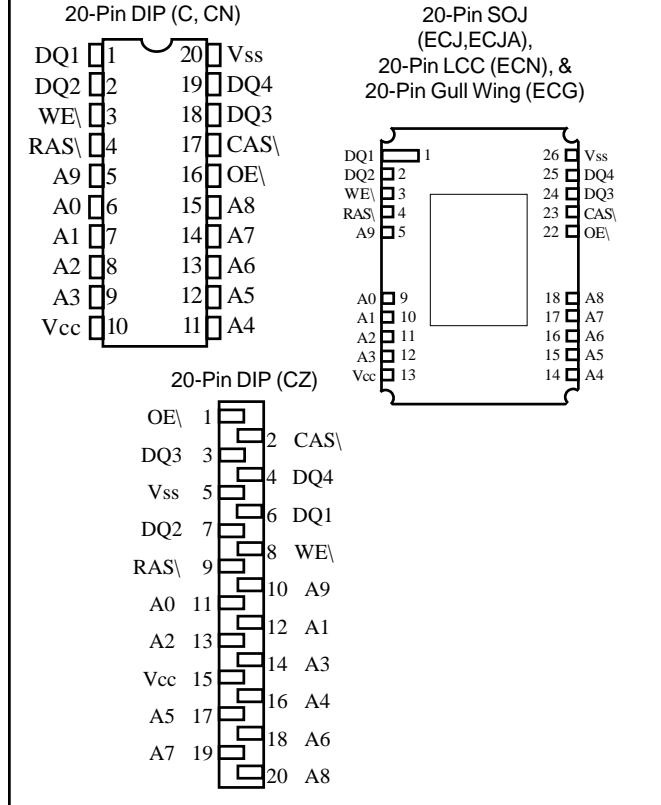 20-Pin DIP (C, CN)
DQ1 1 20 Vss
DQ2 2 19 DQ4
WE\ 3 18 DQ3
RAS\ 4 17 CAS\
A9 5 16 OE\
A0 6 15 A8
A1 7 14 A7
A2 8 13 A6
A3 9 12 A5
Vcc 10 11 A4
20-Pin SOJ
(ECJ,ECJA),
20-Pin LCC (ECN), &
20-Pin Gull Wing (ECG)
DQ1 1 26 Vss
DQ2 2 25 DQ4
WE\ 3 24 DQ3
RAS\ 4 23 CAS\
A9 5 22 OE\
A0 9 18 A8
A1 10 17 A7
A2 11 16 A6
A3 12 15 A5
Vcc 13 14 A4
20-Pin DIP (CZ)
OE\ 1
2 CAS\
DQ3 3
4 DQ4
Vss 5
6 DQ1
DQ2 7
8 WE\
RAS\ 9
10 A9
A0 11
12 A1
A2 13
14 A3
Vcc 15
16 A4
A5 17
18 A6
A7 19
20 A8